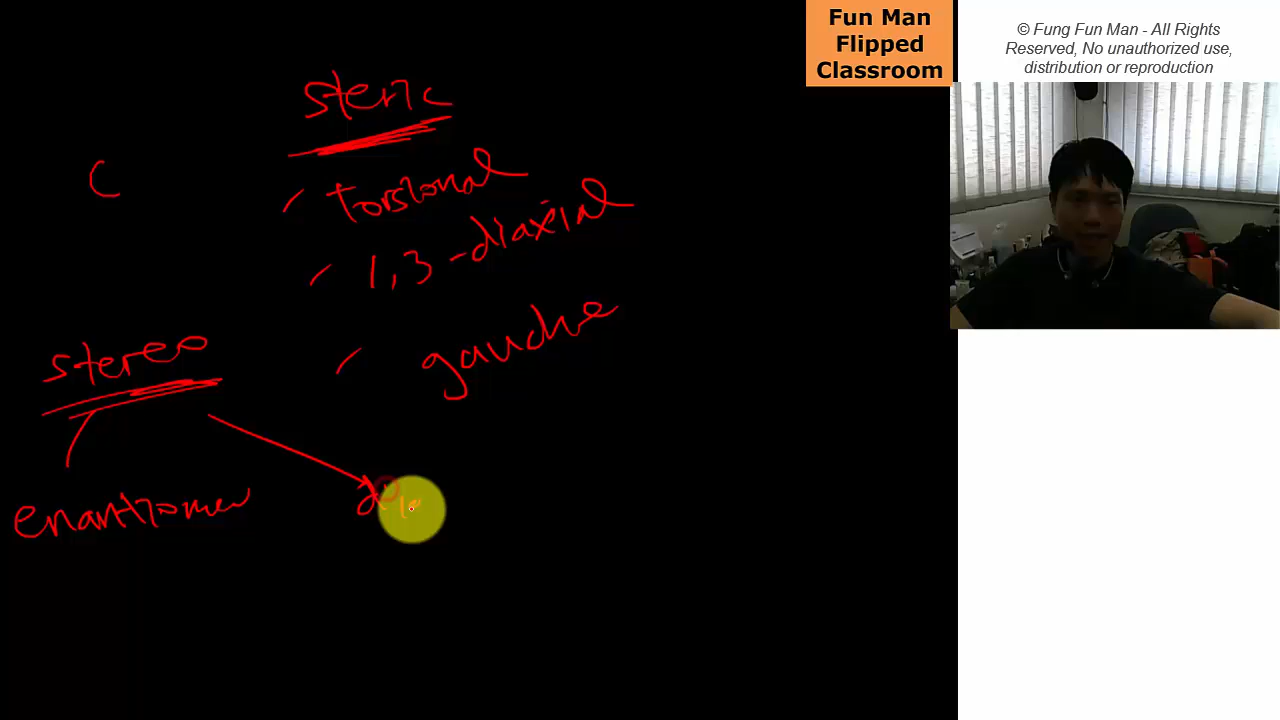 Fun Man
Flipped
Classroom
© Fung Fun Man - All Rights
Reserved, No unauthorized use,
distribution or reproduction
steric
C
torsional
1,3-diaxial
gauche
stereo
enantiomer